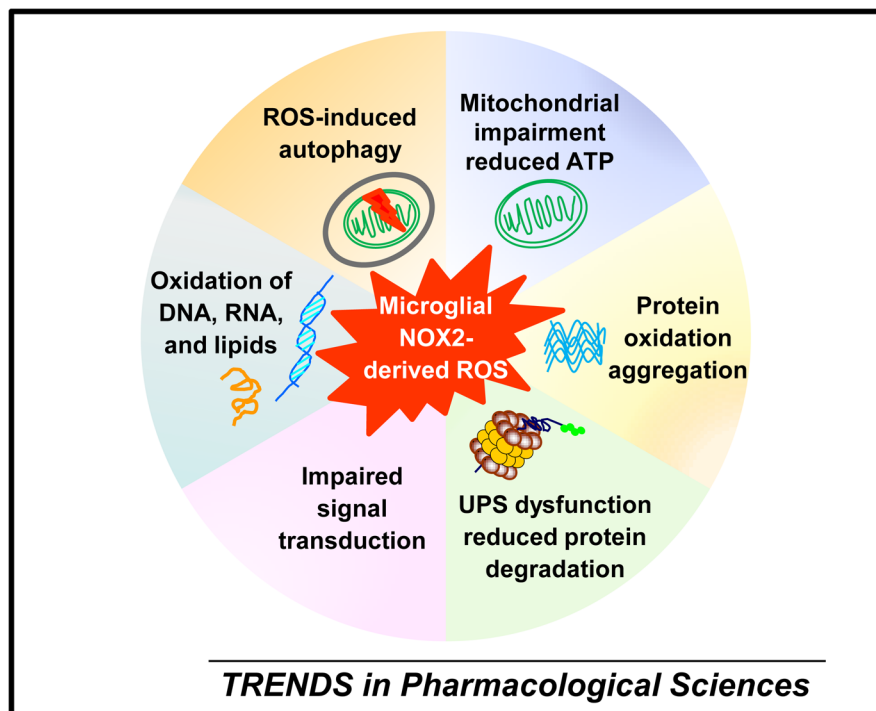 ROS-induced
autophagy
Mitochondrial
impairment
reduced ATP
Oxidation of
DNA, RNA,
and lipids
Microglial
NOX2-
derived ROS
Protein
oxidation
aggregation
Impaired
signal
transduction
UPS dysfunction
reduced protein
degradation
TRENDS in Pharmacological Sciences